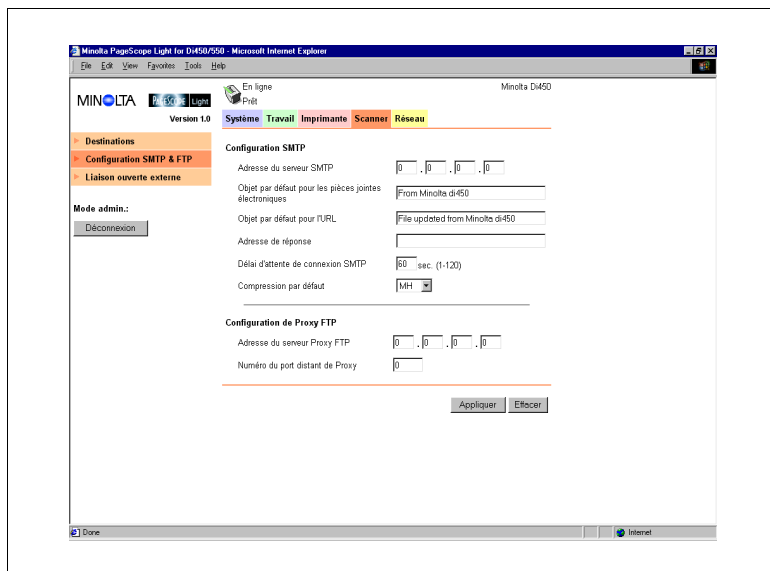 Minolta PageScope Light for Di450/550 - Microsoft Internet Explorer
File Edit View Favorites Tools Help
MINOLTA PAGESCOPE Light
Version 1.0
En ligne
Prêt
Minolta Di450
Système Travail Imprimante Scanner Réseau
Destinations
Configuration SMTP & FTP
Liaison ouverte externe
Mode admin.:
Déconnexion
Configuration SMTP
Adresse du serveur SMTP 0 . 0 . 0 . 0
Objet par défaut pour les pièces jointes
électroniques
From Minolta di450
Objet par défaut pour l'URL File updated from Minolta di450
Adresse de réponse
Délai d'attente de connexion SMTP 60 sec. (1-120)
Compression par défaut MH
Configuration de Proxy FTP
Adresse du serveur Proxy FTP 0 . 0 . 0 . 0
Numéro du port distant de Proxy 0
Appliquer Effacer
Done Internet